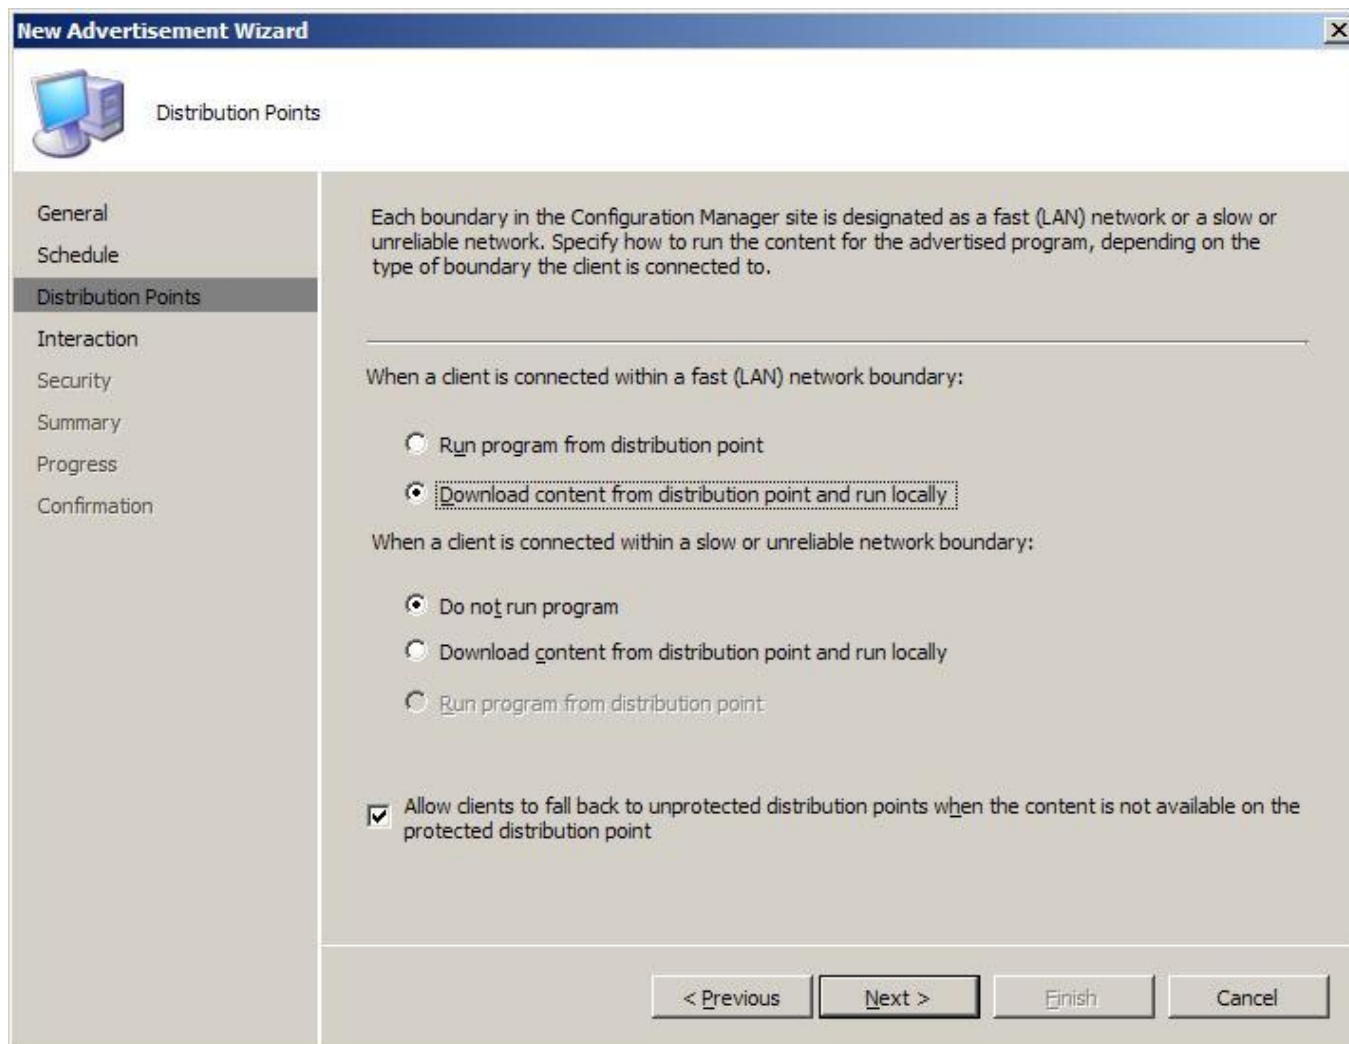 New Advertisement Wizard
Distribution Points
General
Schedule
Distribution Points
Interaction
Security
Summary
Progress
Confirmation
Each boundary in the Configuration Manager site is designated as a fast (LAN) network or a slow or
unreliable network. Specify how to run the content for the advertised program, depending on the
type of boundary the client is connected to.
When a client is connected within a fast (LAN) network boundary:
Run program from distribution point
Download content from distribution point and run locally
When a client is connected within a slow or unreliable network boundary:
Do not run program
Download content from distribution point and run locally
Run program from distribution point
Allow clients to fall back to unprotected distribution points when the content is not available on the
protected distribution point
< Previous
Next >
Finish
Cancel